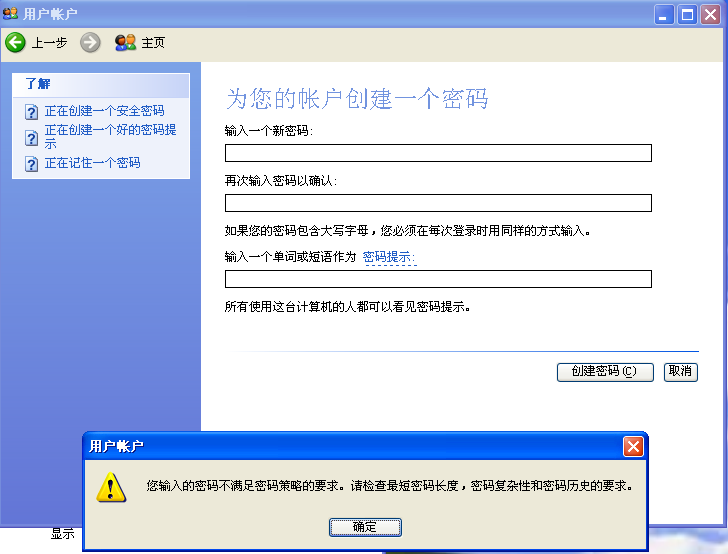 用户帐户
上一步 主页
了解
正在创建一个安全密码
正在创建一个好的密码提
示
正在记住一个密码
为您的帐户创建一个密码
输入一个新密码:
再次输入密码以确认:
如果您的密码包含大写字母，您必须在每次登录时用同样的方式输入。
输入一个单词或短语作为 密码提示:
所有使用这台计算机的人都可以看见密码提示。
创建密码(C) 取消
用户帐户
您输入的密码不满足密码策略的要求。请检查最短密码长度，密码复杂性和密码历史的要求。
确定
显示